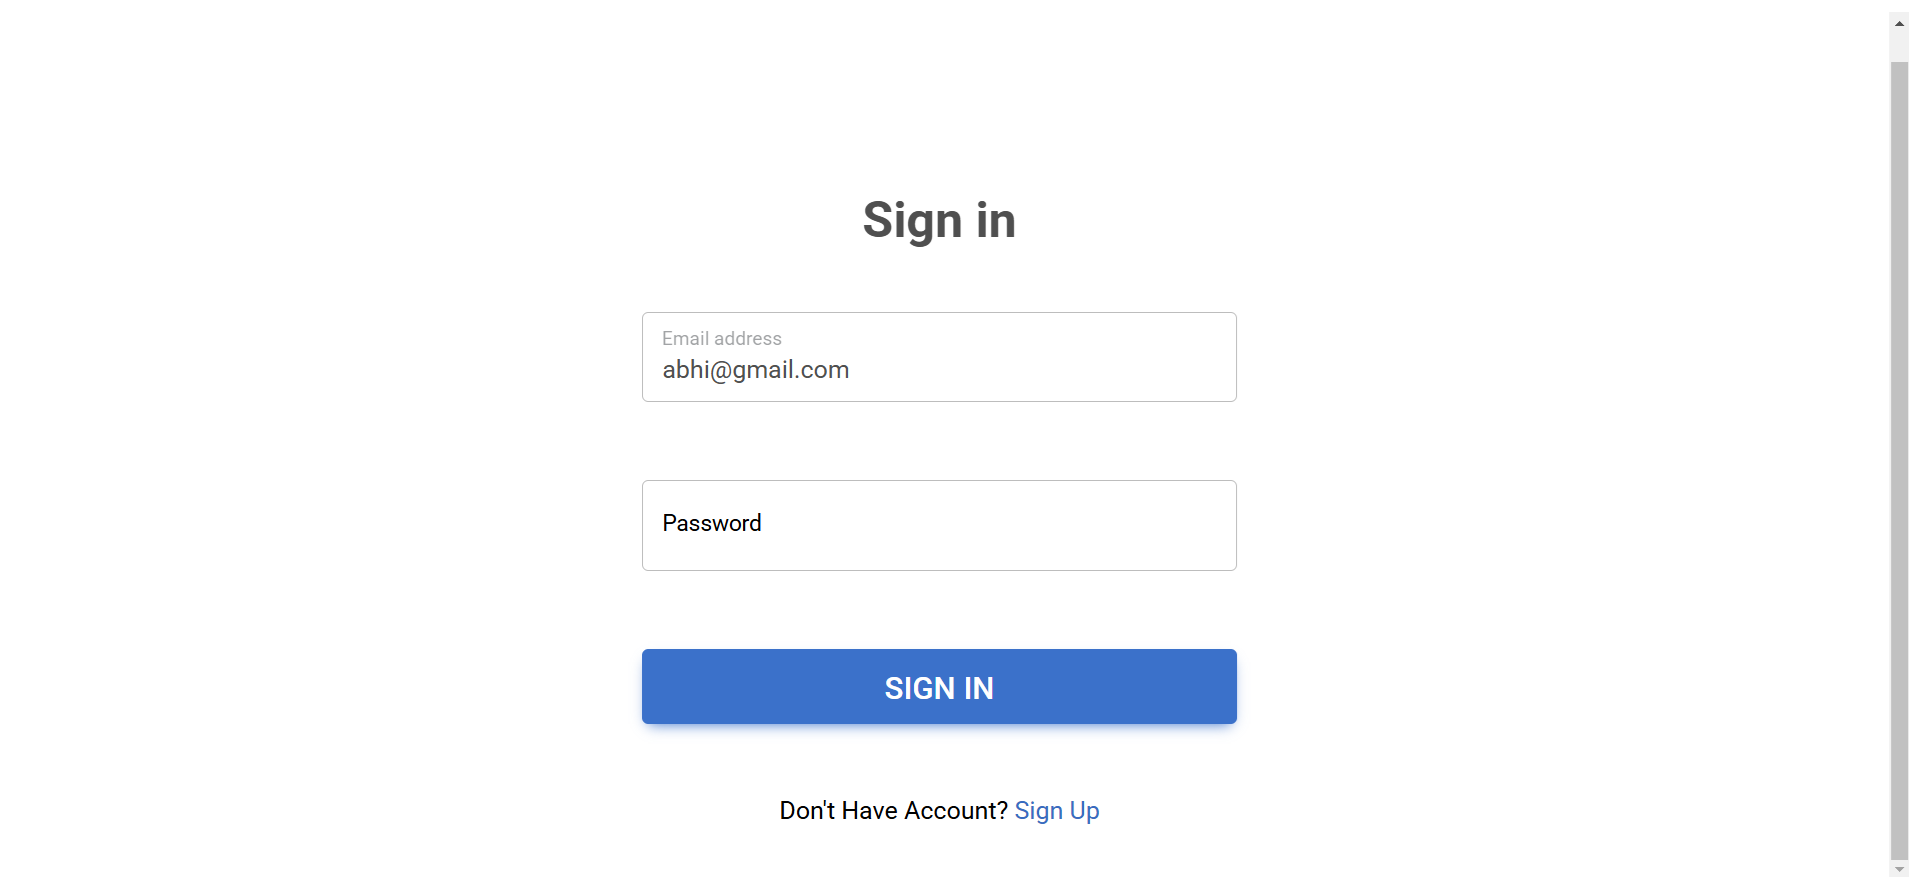 Sign in
Email address
abhi@gmail.com
Password
SIGN IN
Don't Have Account? Sign Up